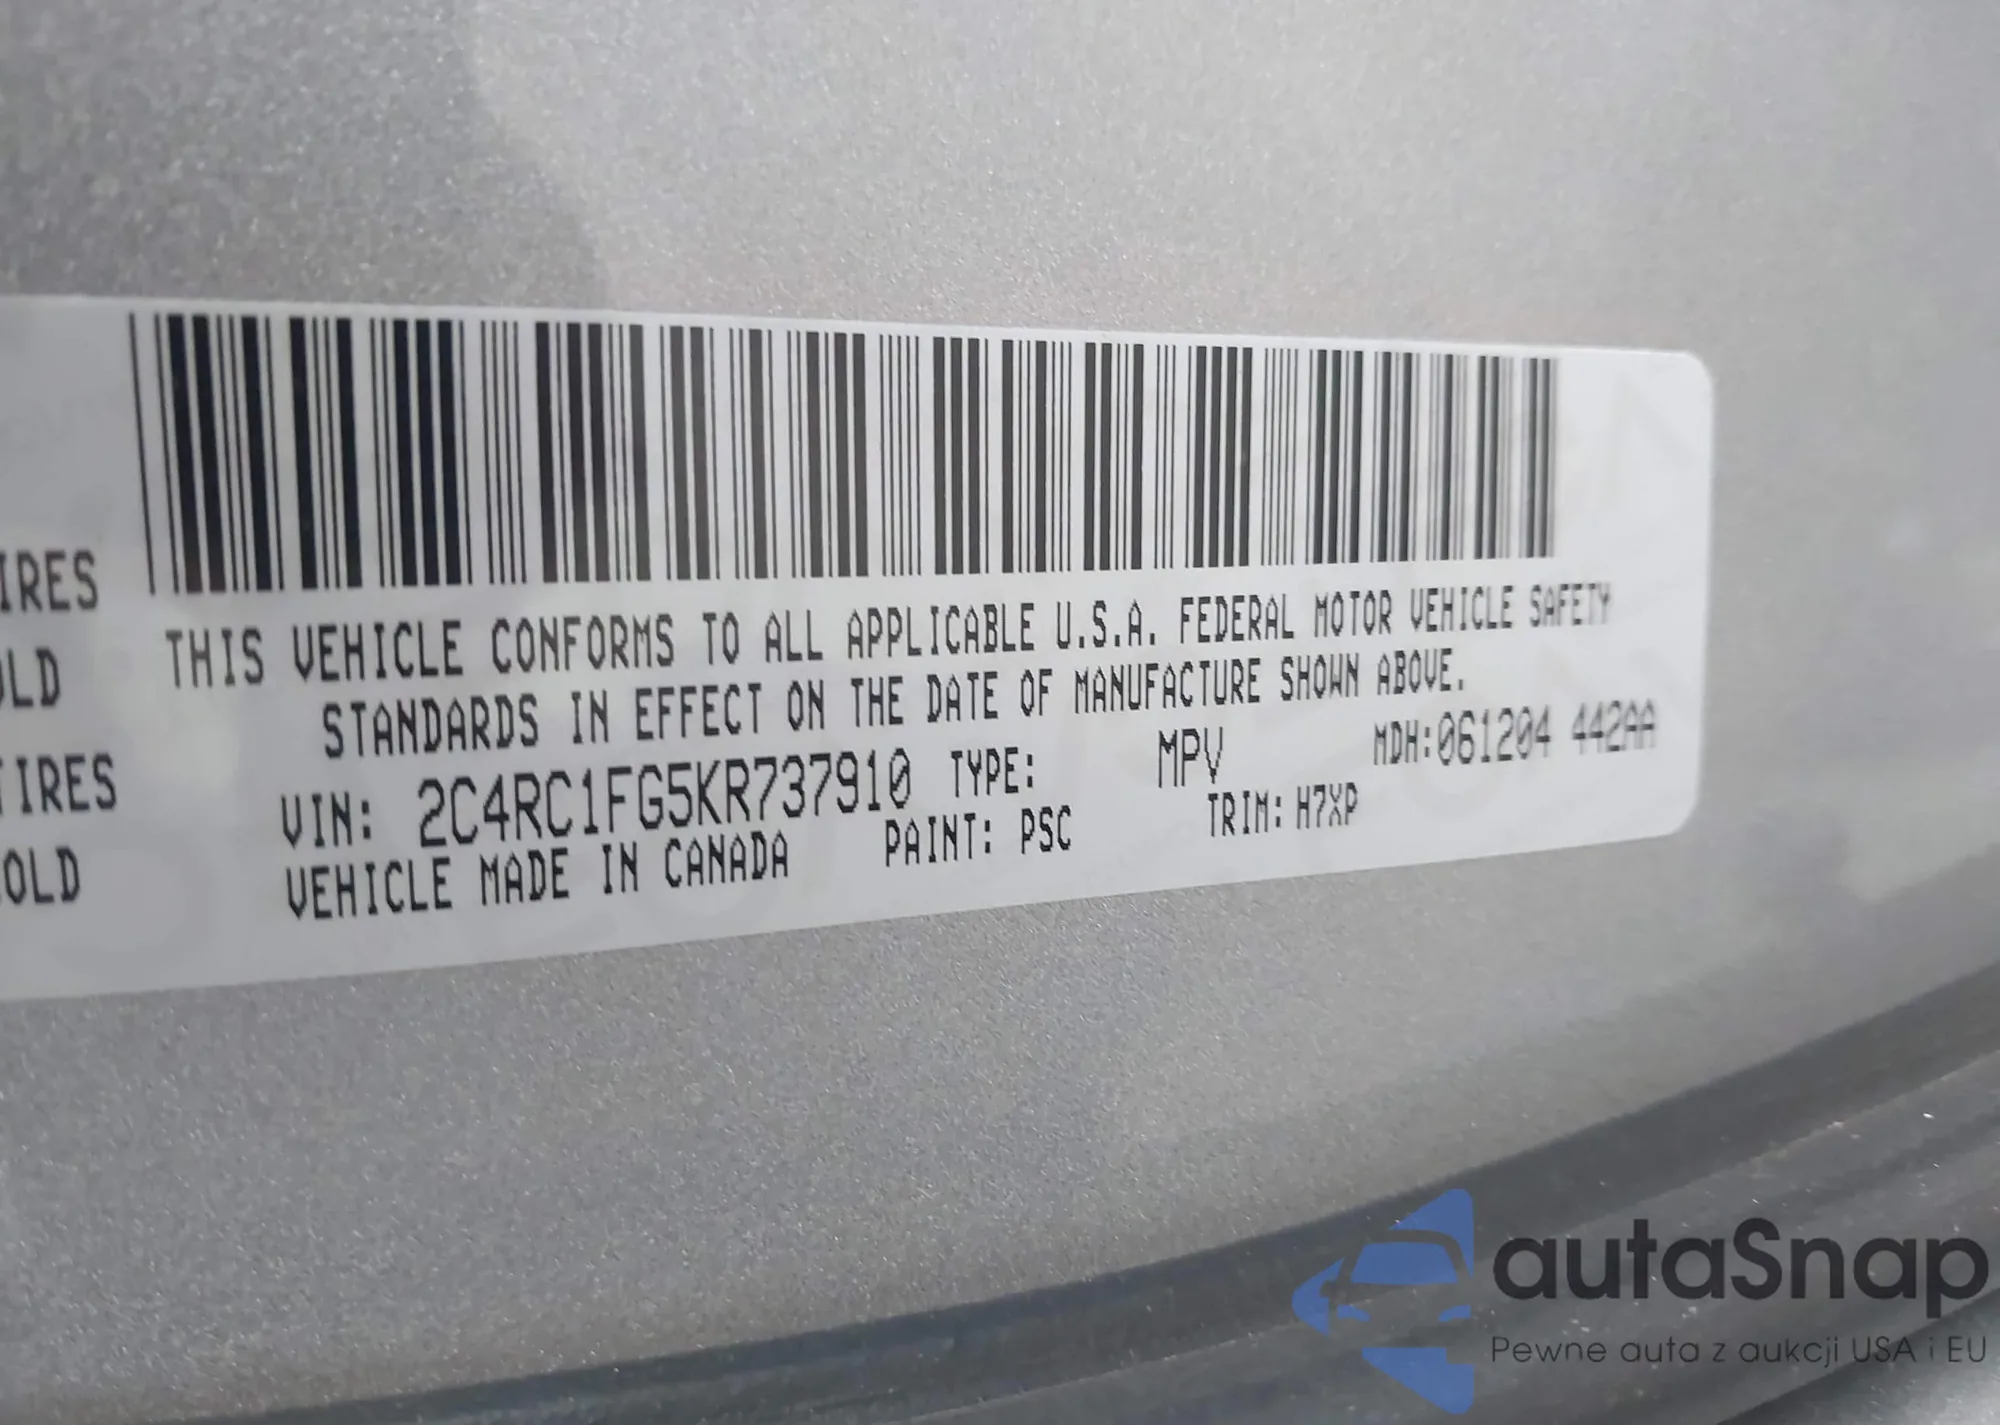 IRES
OLD
TIRES
COLD
THIS VEHICLE CONFORMS TO ALL APPLICABLE U.S.A. FEDERAL MOTOR VEHICLE SAFETY
STANDARDS IN EFFECT ON THE DATE OF MANUFACTURE SHOWN ABOVE.
VIN: 2C4RC1FG5KR737910 TYPE: MPV MDH:061204 442AA
VEHICLE MADE IN CANADA PAINT: PSC TRIM: H7XP
autaSnap
Pewne auta z aukcji USA i EU